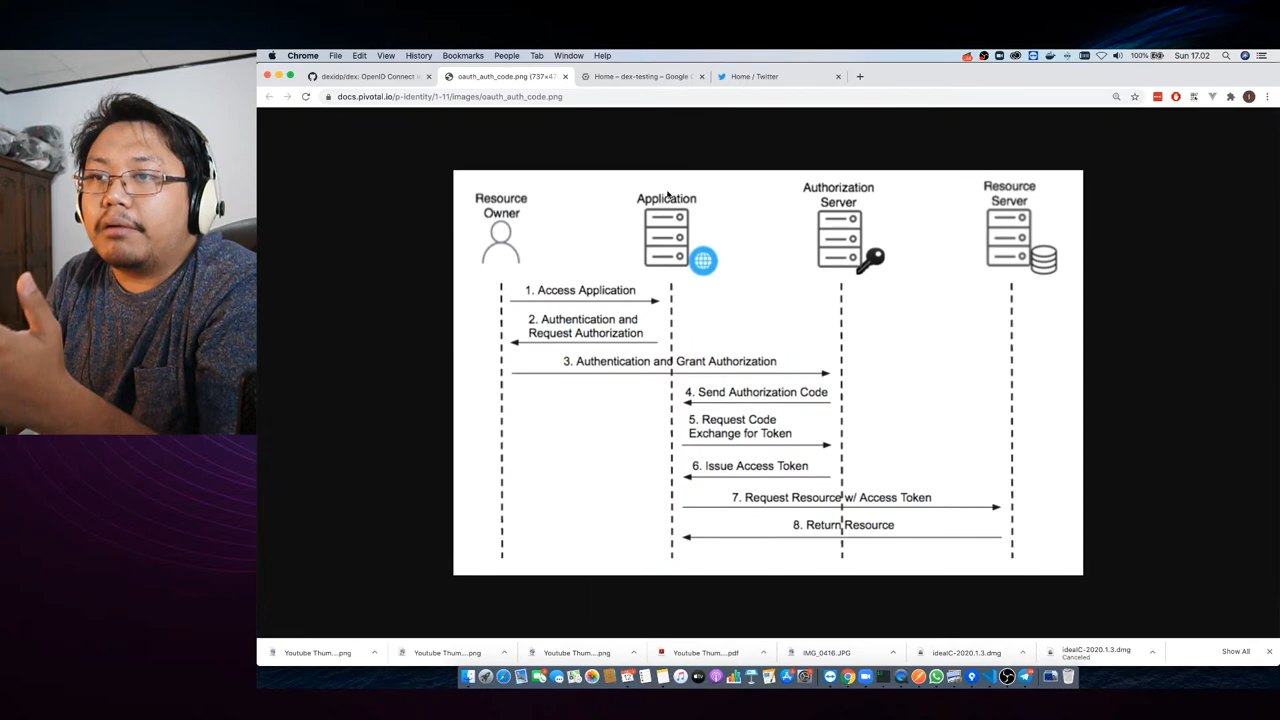 Chrome File Edit View History Bookmarks People Tab Window Help
100% Sun 17.02
dexidp/dex: OpenID Connect
oauth_auth_code.png (737×47
Home – dex-testing – Google
Home / Twitter
docs.pivotal.io/p-identity/1-11/images/oauth_auth_code.png
Resource
Owner
Application
Authorization
Server
Resource
Server
1. Access Application
2. Authentication and
Request Authorization
3. Authentication and Grant Authorization
4. Send Authorization Code
5. Request Code
Exchange for Token
6. Issue Access Token
7. Request Resource w/ Access Token
8. Return Resource
Youtube Thum....png
Youtube Thum....png
Youtube Thum....png
Youtube Thum....pdf
IMG_0416.JPG
ideaIC-2020.1.3.dmg
ideaIC-2020.1.3.dmg
Canceled
Show All